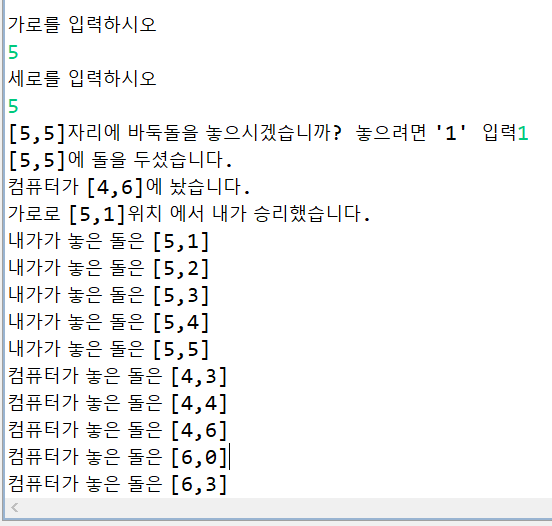 가로를 입력하시오
5
세로를 입력하시오
5
[5,5]자리에 바둑돌을 놓으시겠습니까? 놓으려면 '1' 입력1
[5,5]에 돌을 두셨습니다.
컴퓨터가 [4,6]에 놨습니다.
가로로 [5,1]위치 에서 내가 승리했습니다.
내가가 놓은 돌은 [5,1]
내가가 놓은 돌은 [5,2]
내가가 놓은 돌은 [5,3]
내가가 놓은 돌은 [5,4]
내가가 놓은 돌은 [5,5]
컴퓨터가 놓은 돌은 [4,3]
컴퓨터가 놓은 돌은 [4,4]
컴퓨터가 놓은 돌은 [4,6]
컴퓨터가 놓은 돌은 [6,0]
컴퓨터가 놓은 돌은 [6,3]